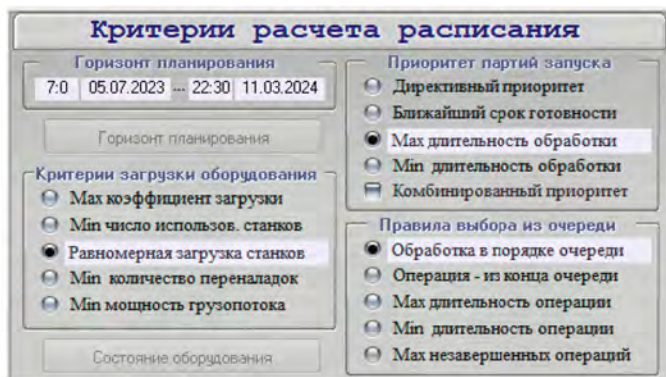 Критерии расчета расписания
Горизонт планирования
7:0 05.07.2023 --- 22:30 11.03.2024
Горизонт планирования
Критерии загрузки оборудования
Max коэффициент загрузки
Min число использов. станков
Равномерная загрузка станков
Min количество переналадок
Min мощность грузопотока
Состояние оборудования
Приоритет партий запуска
Директивный приоритет
Ближайший срок готовности
Max длительность обработки
Min длительность обработки
Комбинированный приоритет
Правила выбора из очереди
Обработка в порядке очереди
Операция - из конца очереди
Max длительность операции
Min длительность операции
Max незавершенных операций